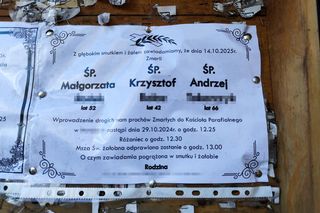 Z głębokim smutkiem i żalem zawiadamiamy, że dnia 14.10.2025r.
Zmarli
ŚP. ŚP. ŚP.
Małgorzata Krzysztof Andrzej
lat 52 lat 42 lat 66
Wprowadzenie drogich nam prochów Zmarłych do Kościoła Parafialnego
w nastąpi dnia 29.10.2024r. o godz. 12.25
Różaniec o godz. 12.30
Msza Św. żałobna odprawiona zostanie o godz. 13.00
O czym zawiadamia pogrążona w smutku i żałobie
Rodzina